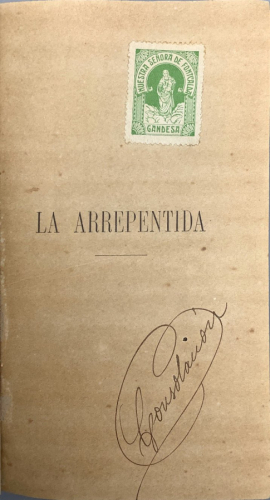 NUESTRA SEÑORA DE FONTCALDA
GANDESA
LA ARREPENTIDA
Consolación